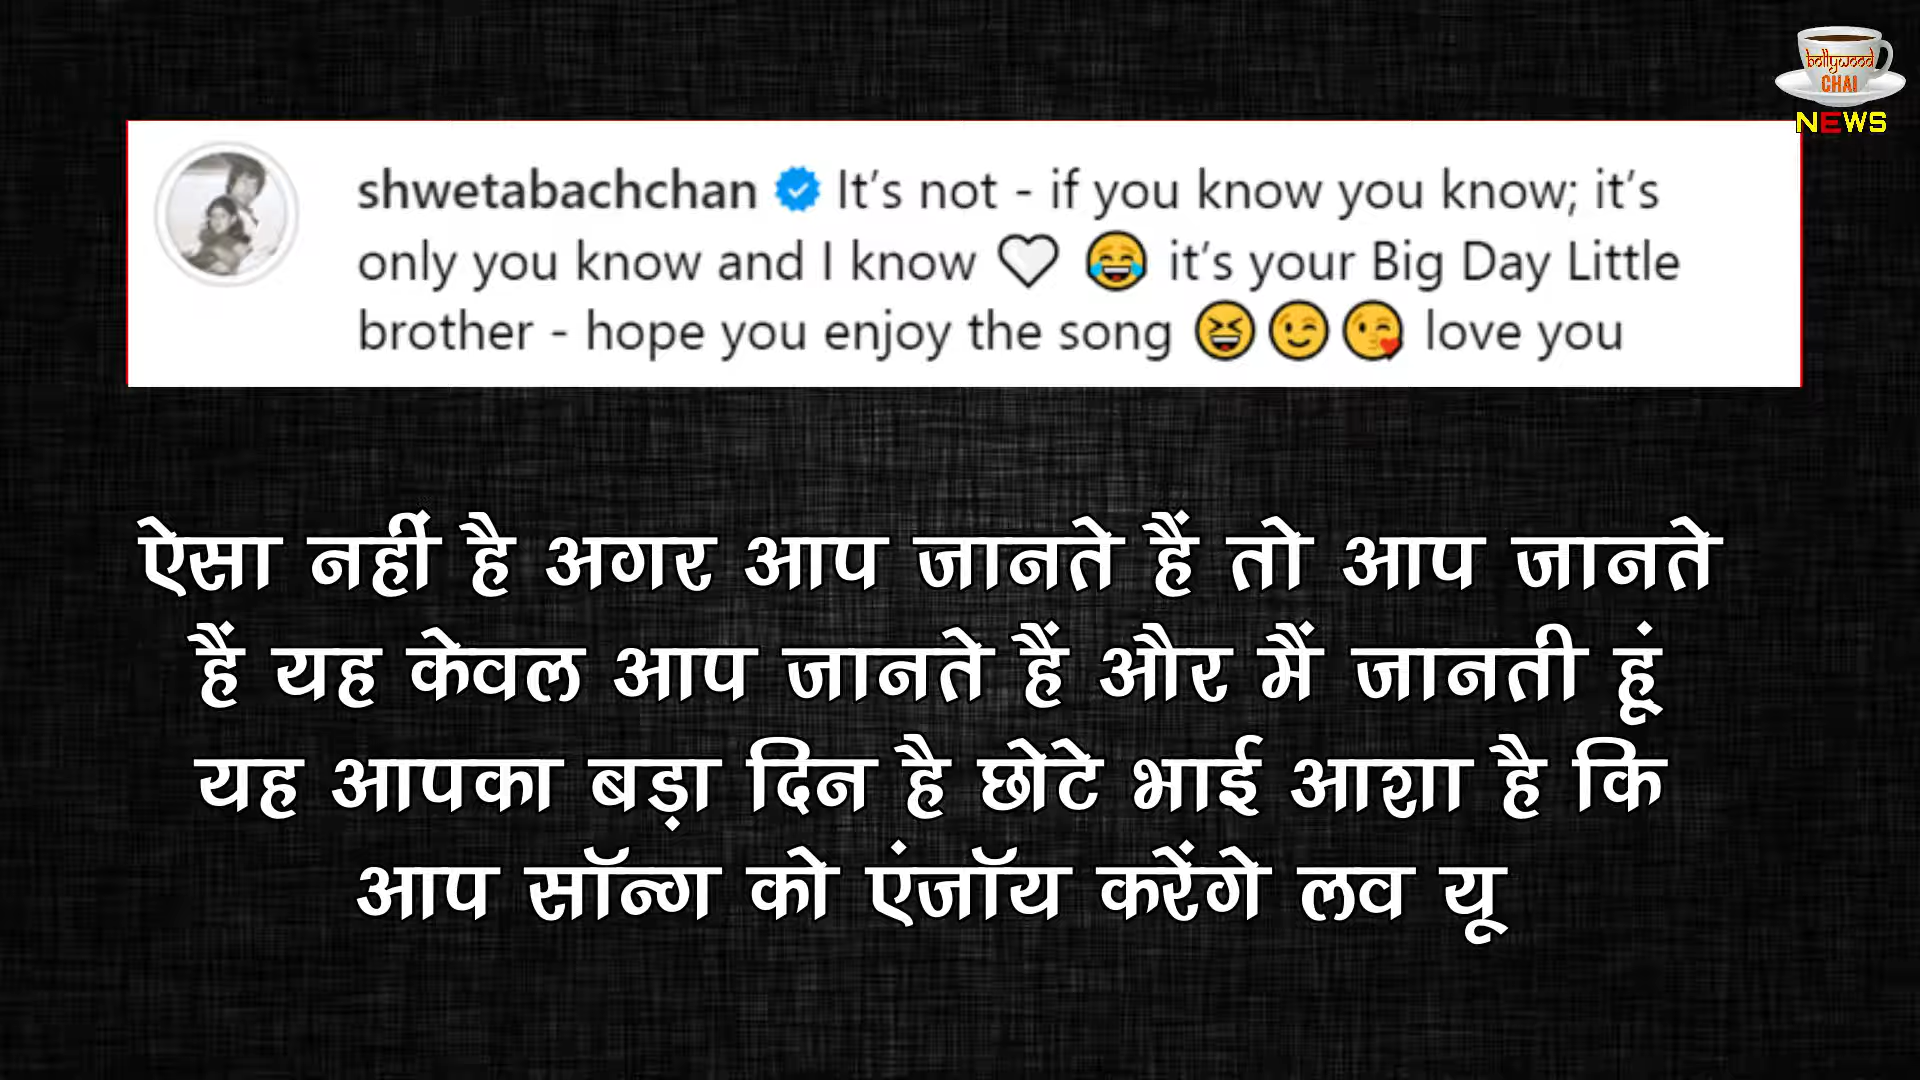 bollywood
CHAI
NEWS
shwetabachchan It’s not - if you know you know; it’s
only you know and I know 🤍 😂 it’s your Big Day Little
brother - hope you enjoy the song 😆😉😘 love you
ऐसा नहीं है अगर आप जानते हैं तो आप जानते
हैं यह केवल आप जानते हैं और मैं जानती हूं
यह आपका बड़ा दिन है छोटे भाई आशा है कि
आप सॉन्ग को एंजॉय करेंगे लव यू